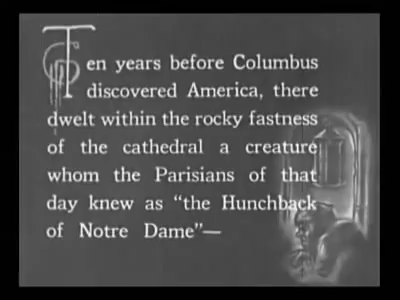 Ten years before Columbus
discovered America, there
dwelt within the rocky fastness
of the cathedral a creature
whom the Parisians of that
day knew as "the Hunchback
of Notre Dame"—